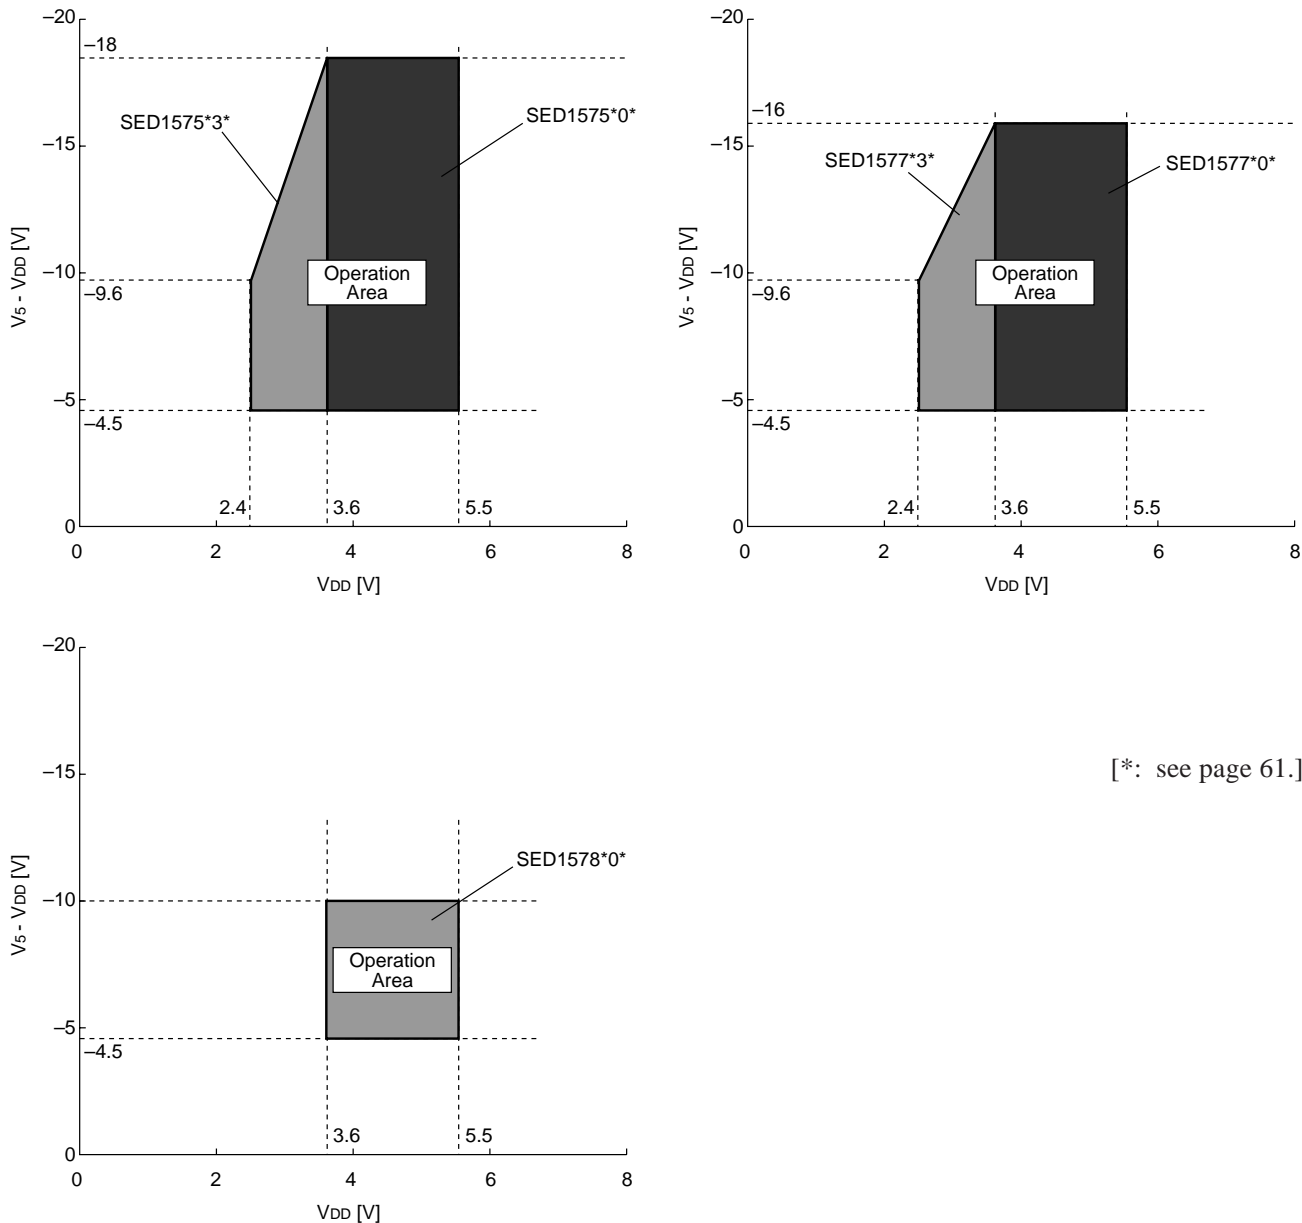 –20
–18
SED1575*3*
SED1575*0*
–15
V5 - VDD [V]
–10
Operation
Area
–9.6
–5
–4.5
2.4
3.6
5.5
0
0
2
4
6
8
VDD [V]
–20
–16
–15
SED1577*3*
SED1577*0*
V5 - VDD [V]
–10
Operation
Area
–9.6
–5
–4.5
2.4
3.6
5.5
0
0
2
4
6
8
VDD [V]
–20
–15
[*: see page 61.]
SED1578*0*
V5 - VDD [V]
–10
Operation
Area
–5
–4.5
3.6
5.5
0
0
2
4
6
8
VDD [V]